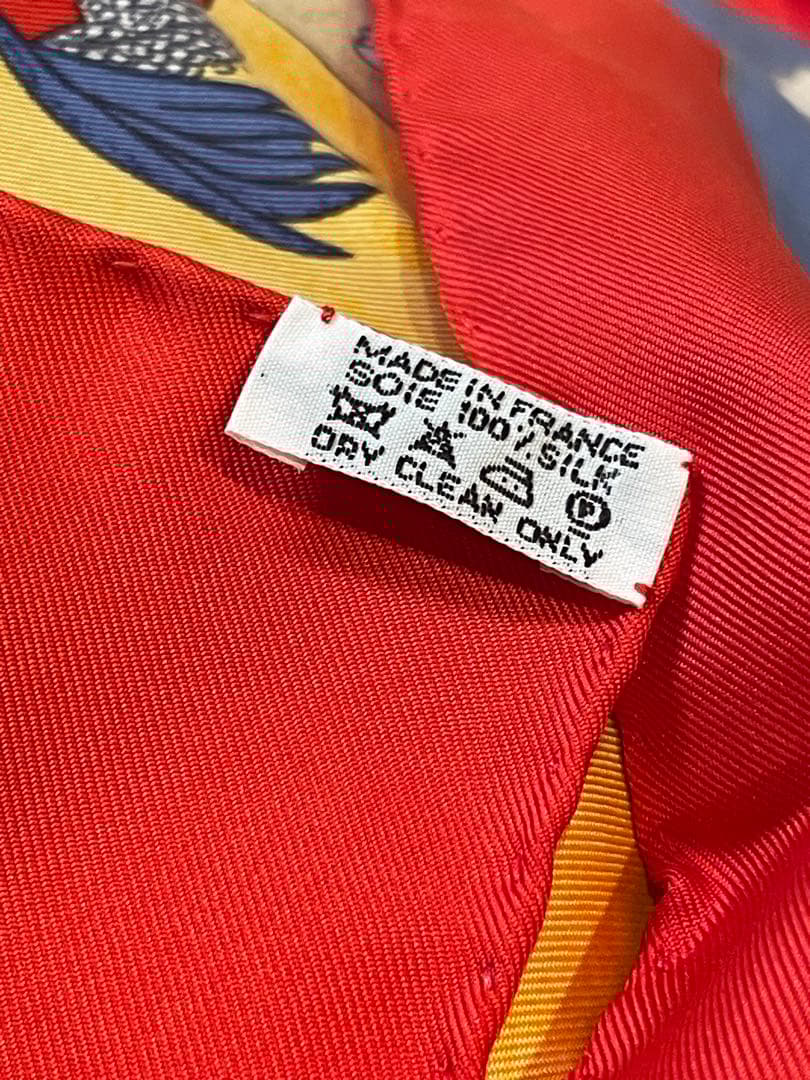 MADE IN FRANCE
SOIE 100% SILK
P
DRY CLEAN ONLY